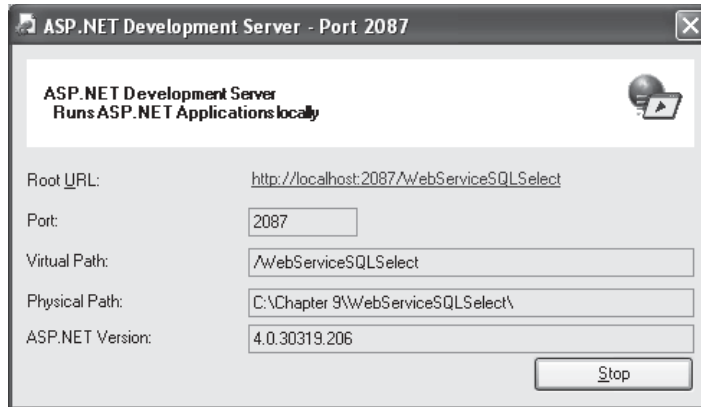 ASP.NET Development Server - Port 2087
ASP.NET Development Server
Runs ASP.NET Applications locally
Root URL: http://localhost:2087/WebServiceSQLSelect
Port: 2087
Virtual Path: /WebServiceSQLSelect
Physical Path: C:\Chapter 9\WebServiceSQLSelect\
ASP.NET Version: 4.0.30319.206
Stop